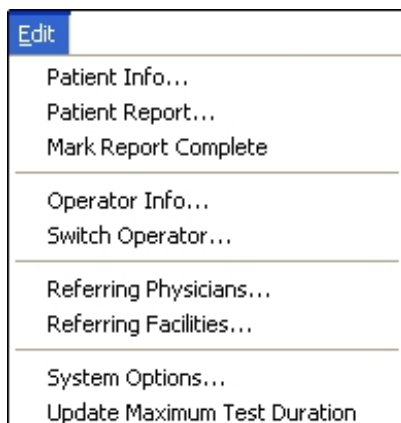 Edit
Patient Info...
Patient Report...
Mark Report Complete
Operator Info...
Switch Operator...
Referring Physicians...
Referring Facilities...
System Options...
Update Maximum Test Duration